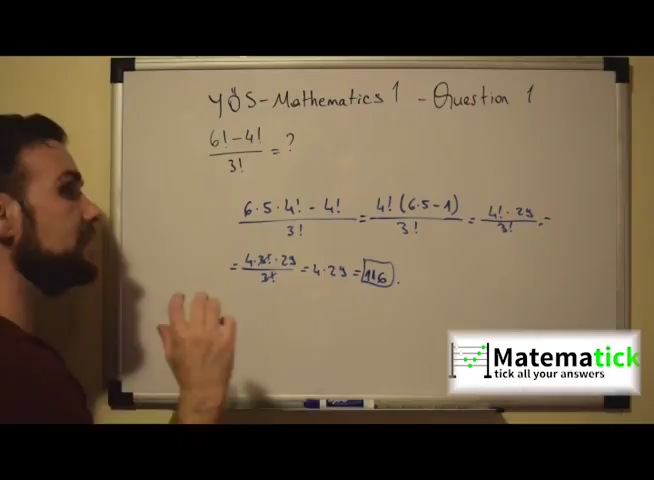 YÖS-Mathematics 1 - Question 1
6!-4!/3! = ?
6·5·4!-4!/3! = 4!(6·5-1)/3! = 4!·29/3! =
= 4·3!·29/3! = 4·29 = 116.
Matematick
tick all your answers